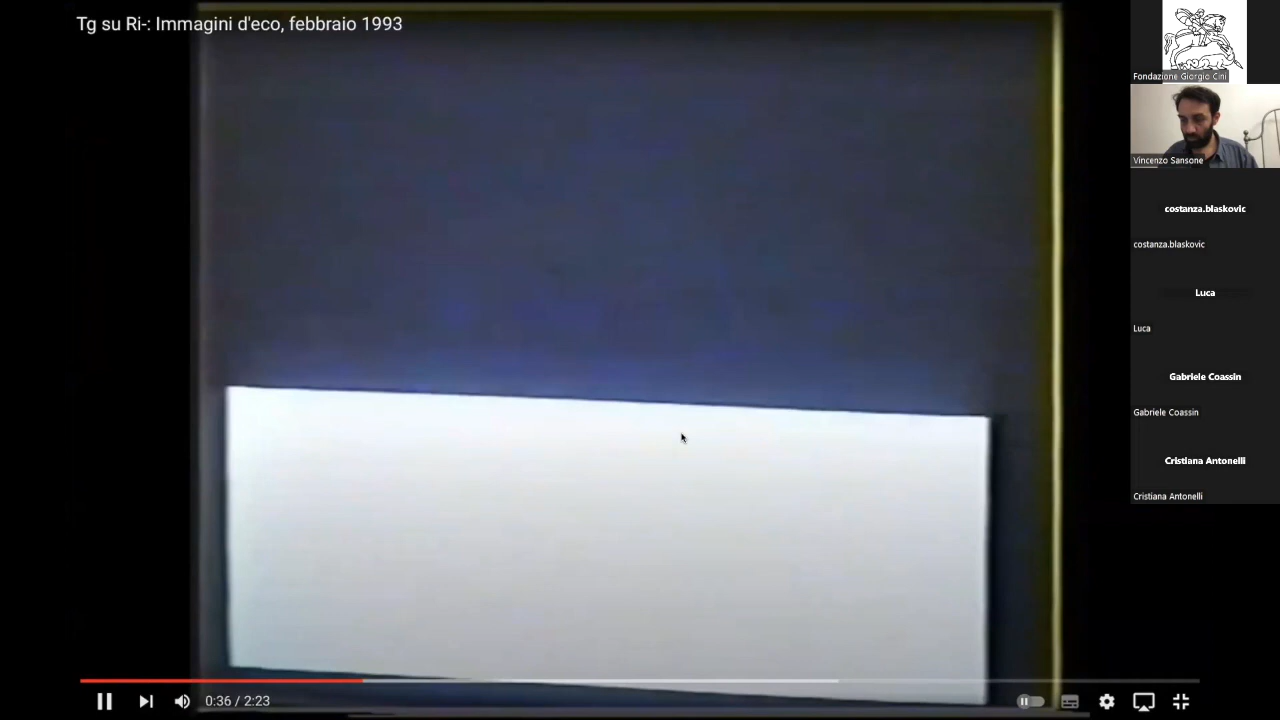 Tg su Ri-: Immagini d'eco, febbraio 1993
Fondazione Giorgio Cini
Vincenzo Sansone
costanza.blaskovic
costanza.blaskovic
Luca
Luca
Gabriele Coassin
Gabriele Coassin
Cristiana Antonelli
Cristiana Antonelli
0:36 / 2:23